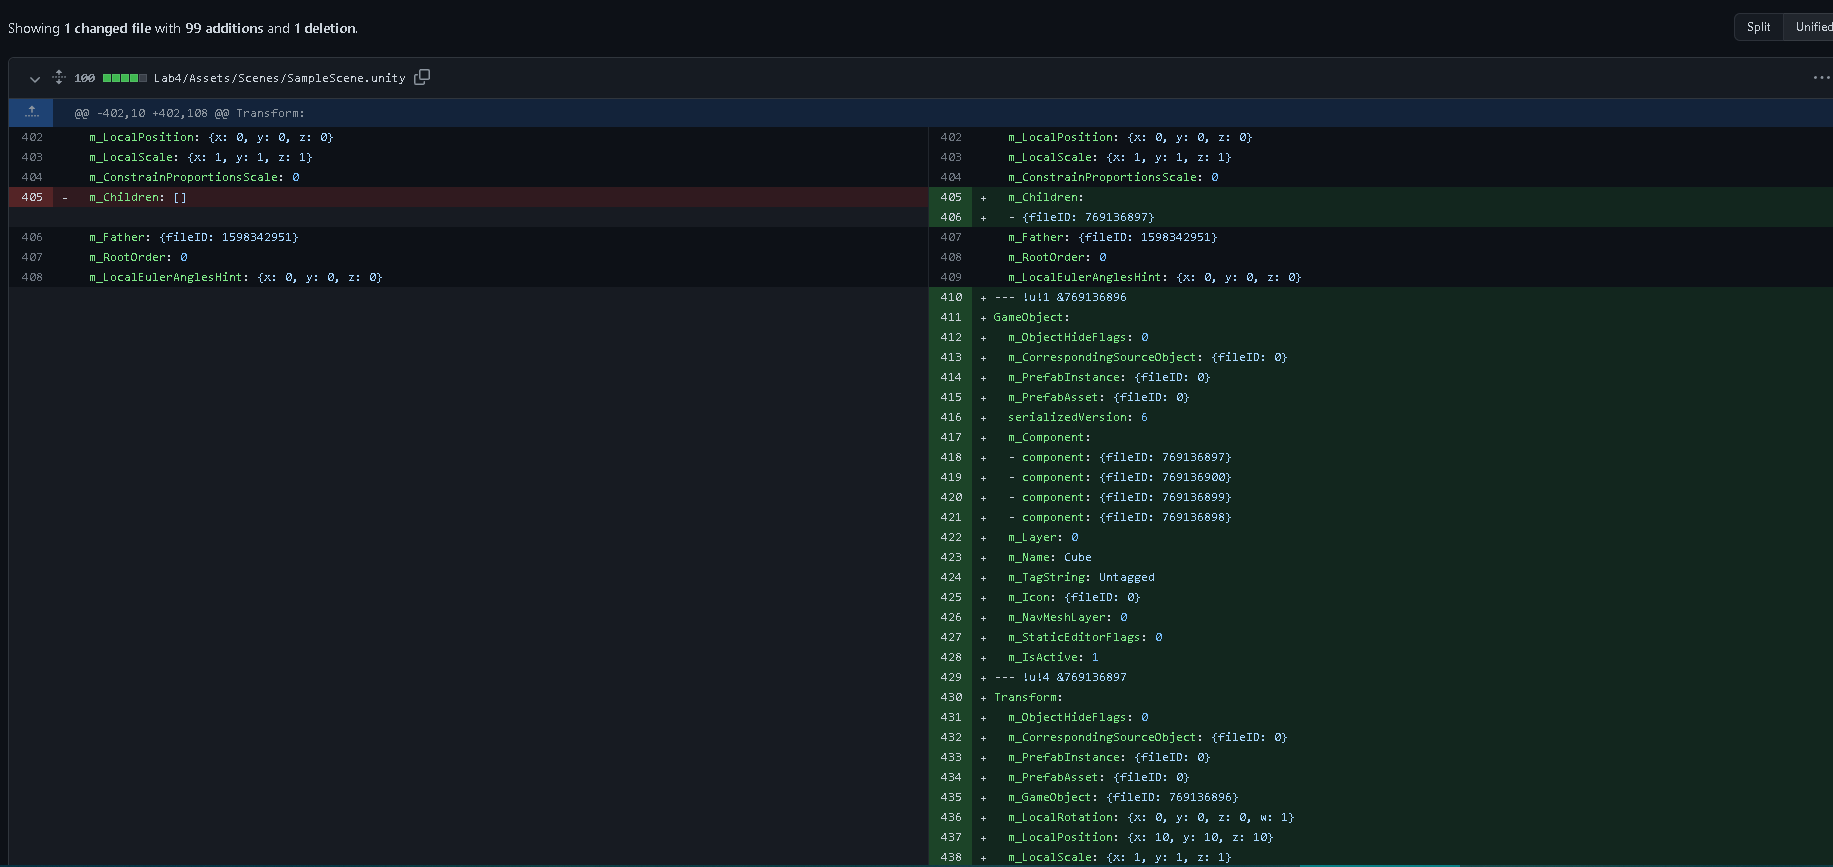 Showing 1 changed file with 99 additions and 1 deletion.
Split Unified
100 Lab4/Assets/Scenes/SampleScene.unity
@@ -402,10 +402,108 @@ Transform:
402 m_LocalPosition: {x: 0, y: 0, z: 0}
403 m_LocalScale: {x: 1, y: 1, z: 1}
404 m_ConstrainProportionsScale: 0
405 - m_Children: []
406 m_Father: {fileID: 1598342951}
407 m_RootOrder: 0
408 m_LocalEulerAnglesHint: {x: 0, y: 0, z: 0}
402 m_LocalPosition: {x: 0, y: 0, z: 0}
403 m_LocalScale: {x: 1, y: 1, z: 1}
404 m_ConstrainProportionsScale: 0
405 + m_Children:
406 + - {fileID: 769136897}
407 m_Father: {fileID: 1598342951}
408 m_RootOrder: 0
409 m_LocalEulerAnglesHint: {x: 0, y: 0, z: 0}
410 + --- !u!1 &769136896
411 + GameObject:
412 + m_ObjectHideFlags: 0
413 + m_CorrespondingSourceObject: {fileID: 0}
414 + m_PrefabInstance: {fileID: 0}
415 + m_PrefabAsset: {fileID: 0}
416 + serializedVersion: 6
417 + m_Component:
418 + - component: {fileID: 769136897}
419 + - component: {fileID: 769136900}
420 + - component: {fileID: 769136899}
421 + - component: {fileID: 769136898}
422 + m_Layer: 0
423 + m_Name: Cube
424 + m_TagString: Untagged
425 + m_Icon: {fileID: 0}
426 + m_NavMeshLayer: 0
427 + m_StaticEditorFlags: 0
428 + m_IsActive: 1
429 + --- !u!4 &769136897
430 + Transform:
431 + m_ObjectHideFlags: 0
432 + m_CorrespondingSourceObject: {fileID: 0}
433 + m_PrefabInstance: {fileID: 0}
434 + m_PrefabAsset: {fileID: 0}
435 + m_GameObject: {fileID: 769136896}
436 + m_LocalRotation: {x: 0, y: 0, z: 0, w: 1}
437 + m_LocalPosition: {x: 10, y: 10, z: 10}
438 + m_LocalScale: {x: 1, y: 1, z: 1}